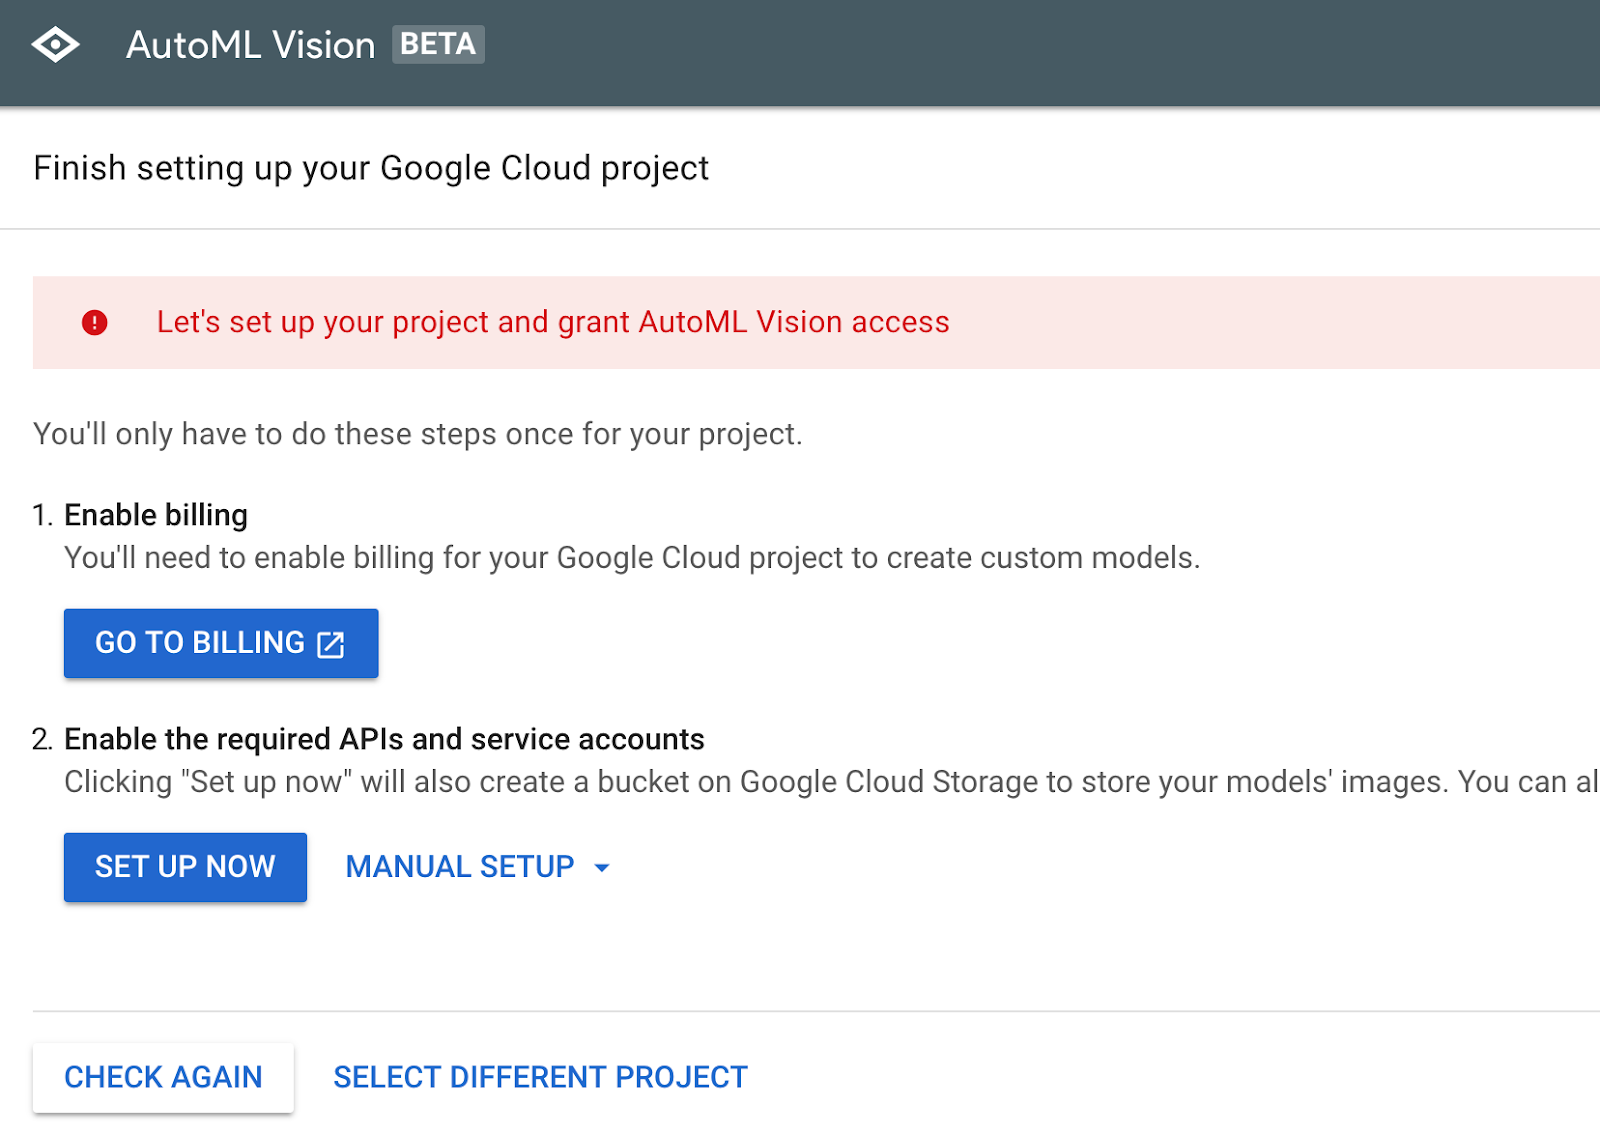 AutoML Vision BETA
Finish setting up your Google Cloud project
Let's set up your project and grant AutoML Vision access
You'll only have to do these steps once for your project.
1. Enable billing
You'll need to enable billing for your Google Cloud project to create custom models.
GO TO BILLING
2. Enable the required APIs and service accounts
Clicking "Set up now" will also create a bucket on Google Cloud Storage to store your models' images. You can al
SET UP NOW MANUAL SETUP
CHECK AGAIN SELECT DIFFERENT PROJECT